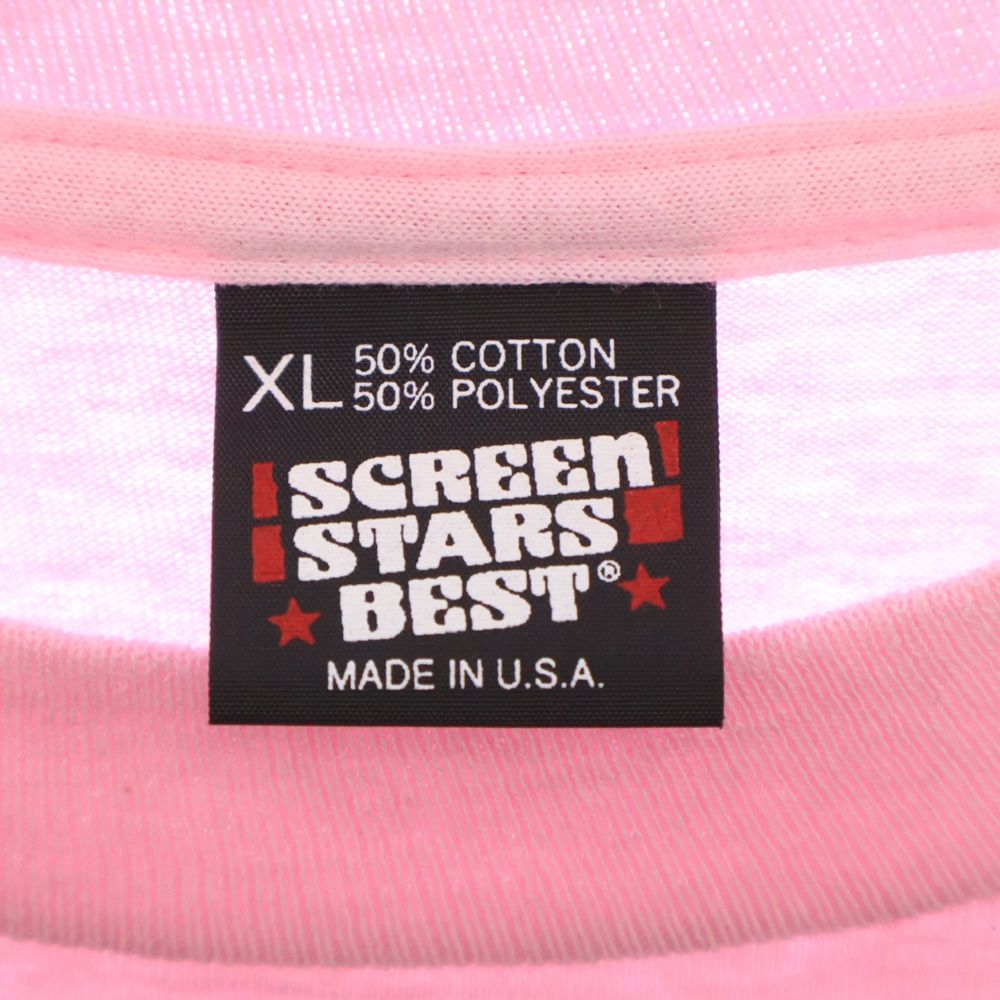 XL 50% COTTON
50% POLYESTER
SCREEn
STARS
BEST®
MADE IN U.S.A.